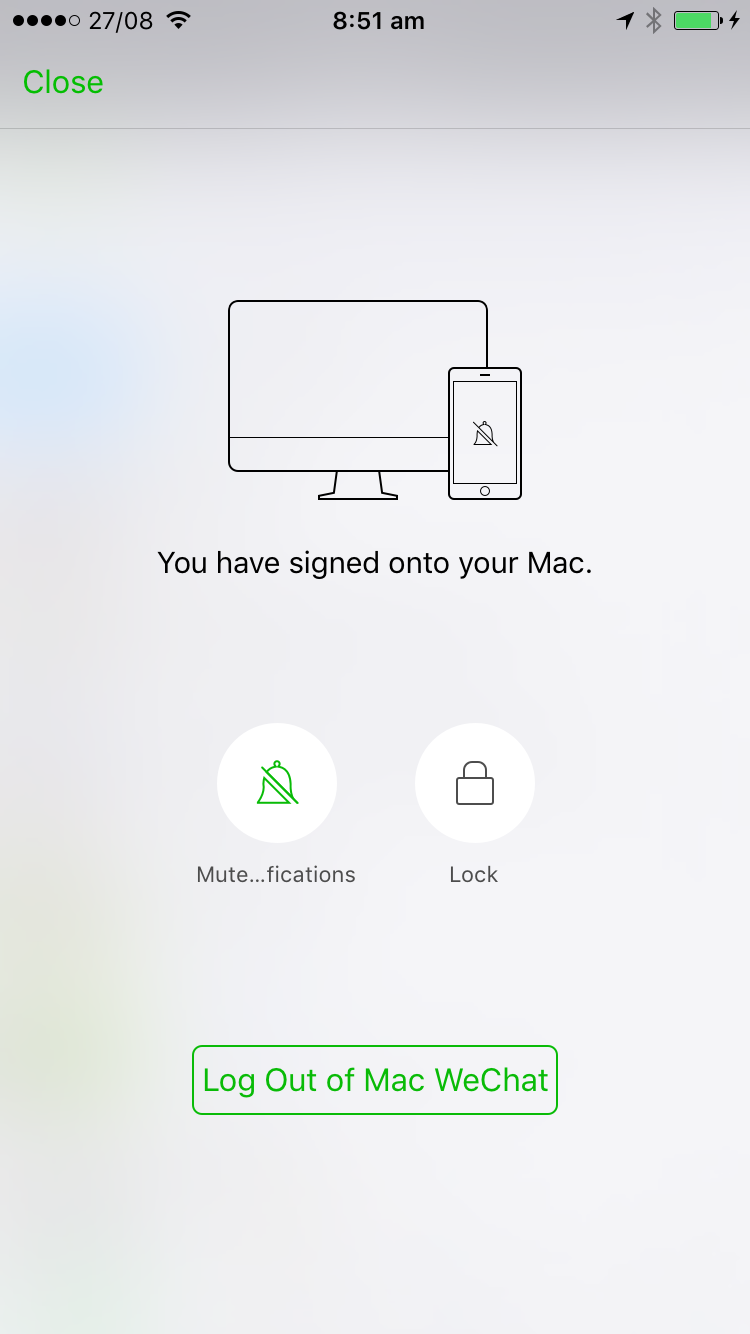 27/08 8:51 am
Close
You have signed onto your Mac.
Mute...fications Lock
Log Out of Mac WeChat